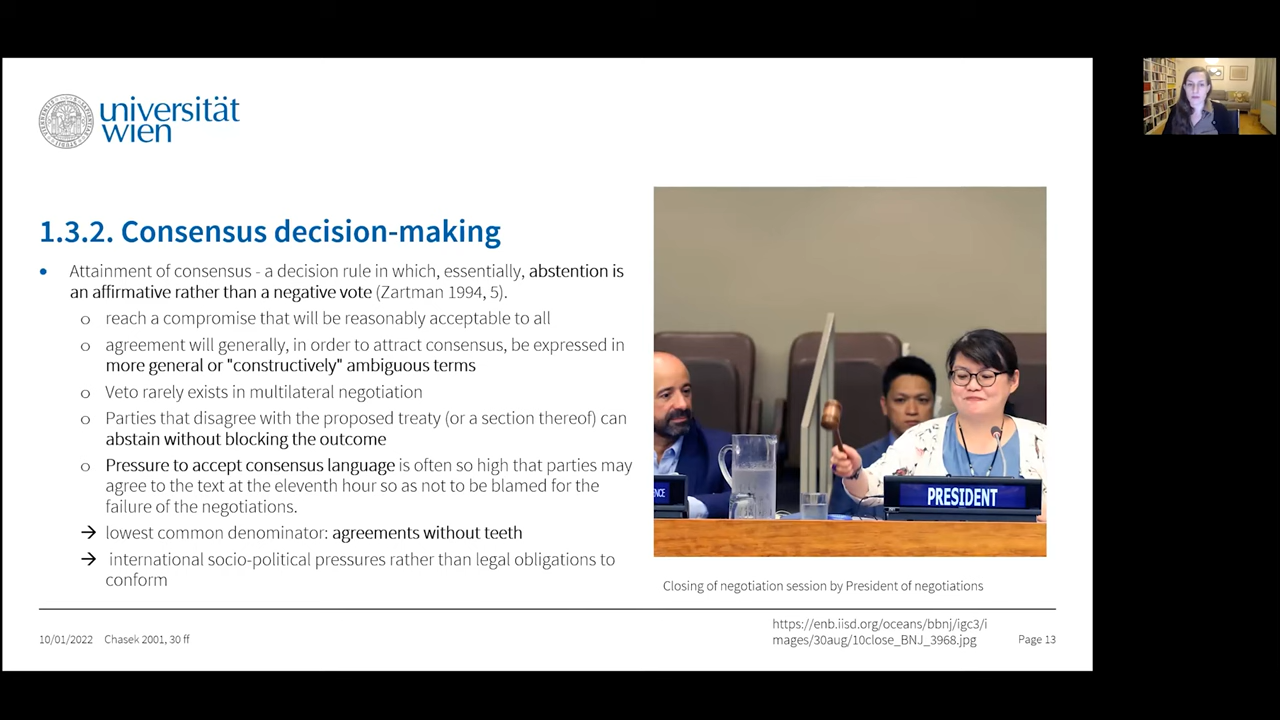 universität
wien
1.3.2. Consensus decision-making
• Attainment of consensus - a decision rule in which, essentially, abstention is
an affirmative rather than a negative vote (Zartman 1994, 5).
o reach a compromise that will be reasonably acceptable to all
o agreement will generally, in order to attract consensus, be expressed in
more general or "constructively" ambiguous terms
o Veto rarely exists in multilateral negotiation
o Parties that disagree with the proposed treaty (or a section thereof) can
abstain without blocking the outcome
o Pressure to accept consensus language is often so high that parties may
agree to the text at the eleventh hour so as not to be blamed for the
failure of the negotiations.
→ lowest common denominator: agreements without teeth
→ international socio-political pressures rather than legal obligations to
conform
PRESIDENT
Closing of negotiation session by President of negotiations
https://enb.iisd.org/oceans/bbnj/igc3/i
mages/30aug/10close_BNJ_3968.jpg
10/01/2022 Chasek 2001, 30 ff
Page 13